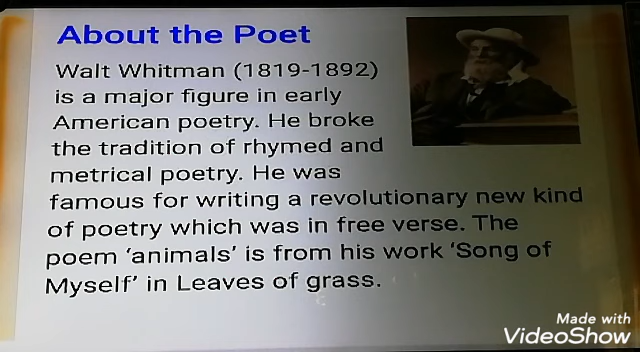 About the Poet
Walt Whitman (1819-1892)
is a major figure in early
American poetry. He broke
the tradition of rhymed and
metrical poetry. He was
famous for writing a revolutionary new kind
of poetry which was in free verse. The
poem ‘animals’ is from his work ‘Song of
Myself’ in Leaves of grass.
Made with
VideoShow